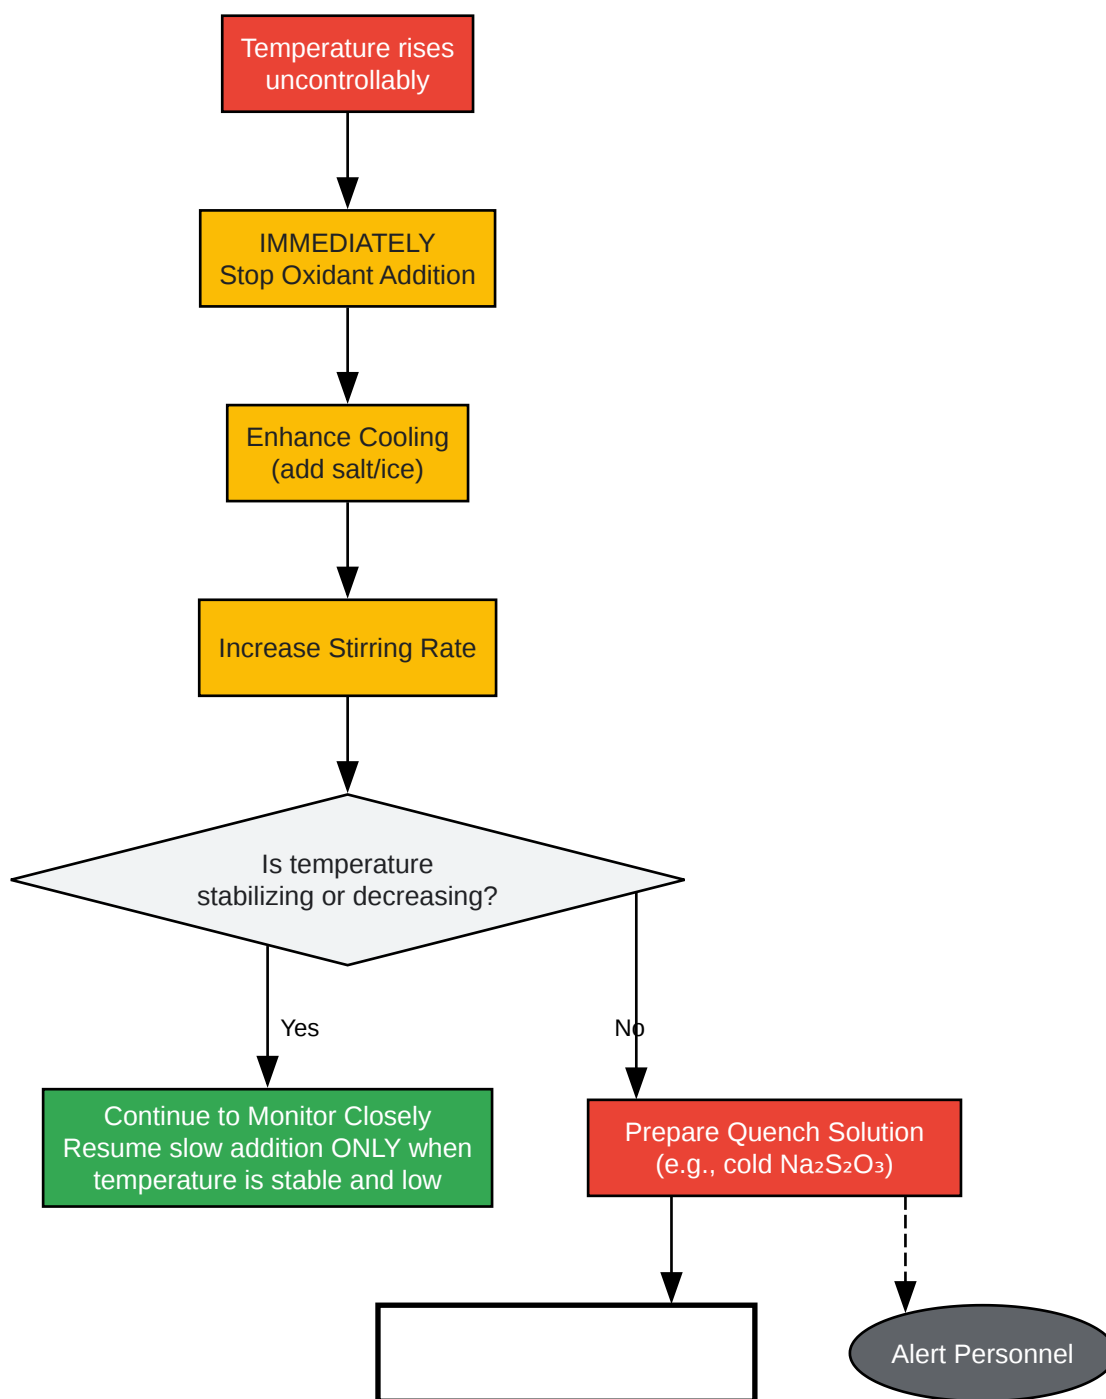 Temperature rises
uncontrollably
IMMEDIATELY
Stop Oxidant Addition
Enhance Cooling
(add salt/ice)
Increase Stirring Rate
Is temperature
stabilizing or decreasing?
Yes
No
Continue to Monitor Closely
Resume slow addition ONLY when
temperature is stable and low
Prepare Quench Solution
(e.g., cold Na₂S₂O₃)
Alert Personnel